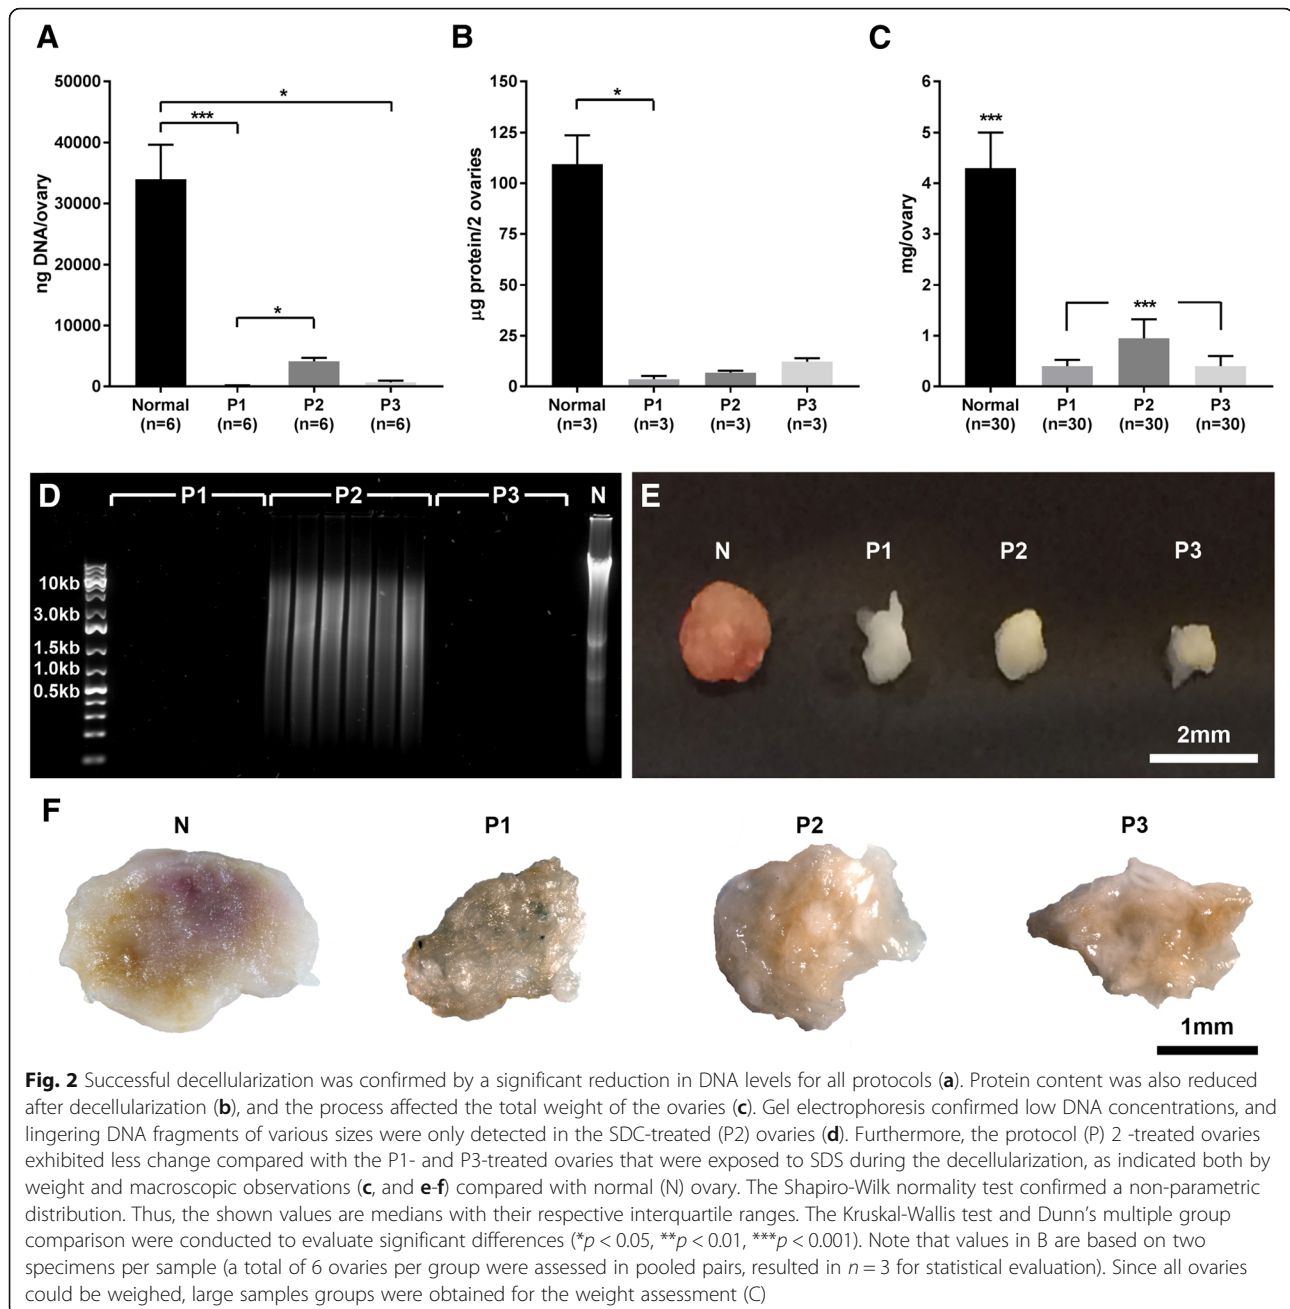 A
B
C
50000
40000
30000
20000
10000
0
ng DNA/ovary
*
***
*
Normal P1 P2 P3
(n=6) (n=6) (n=6) (n=6)
150
125
100
75
50
25
0
µg protein/2 ovaries
*
Normal P1 P2 P3
(n=3) (n=3) (n=3) (n=3)
6
5
4
3
2
1
0
mg/ovary
***
***
Normal P1 P2 P3
(n=30) (n=30) (n=30) (n=30)
D P1 P2 P3 N
10kb
3.0kb
1.5kb
1.0kb
0.5kb
E
N P1 P2 P3
2mm
F
N P1 P2 P3
1mm
Fig. 2 Successful decellularization was confirmed by a significant reduction in DNA levels for all protocols (a). Protein content was also reduced
after decellularization (b), and the process affected the total weight of the ovaries (c). Gel electrophoresis confirmed low DNA concentrations, and
lingering DNA fragments of various sizes were only detected in the SDC-treated (P2) ovaries (d). Furthermore, the protocol (P) 2 -treated ovaries
exhibited less change compared with the P1- and P3-treated ovaries that were exposed to SDS during the decellularization, as indicated both by
weight and macroscopic observations (c, and e-f) compared with normal (N) ovary. The Shapiro-Wilk normality test confirmed a non-parametric
distribution. Thus, the shown values are medians with their respective interquartile ranges. The Kruskal-Wallis test and Dunn's multiple group
comparison were conducted to evaluate significant differences (*p < 0.05, **p < 0.01, ***p < 0.001). Note that values in B are based on two
specimens per sample (a total of 6 ovaries per group were assessed in pooled pairs, resulted in n = 3 for statistical evaluation). Since all ovaries
could be weighed, large samples groups were obtained for the weight assessment (C)